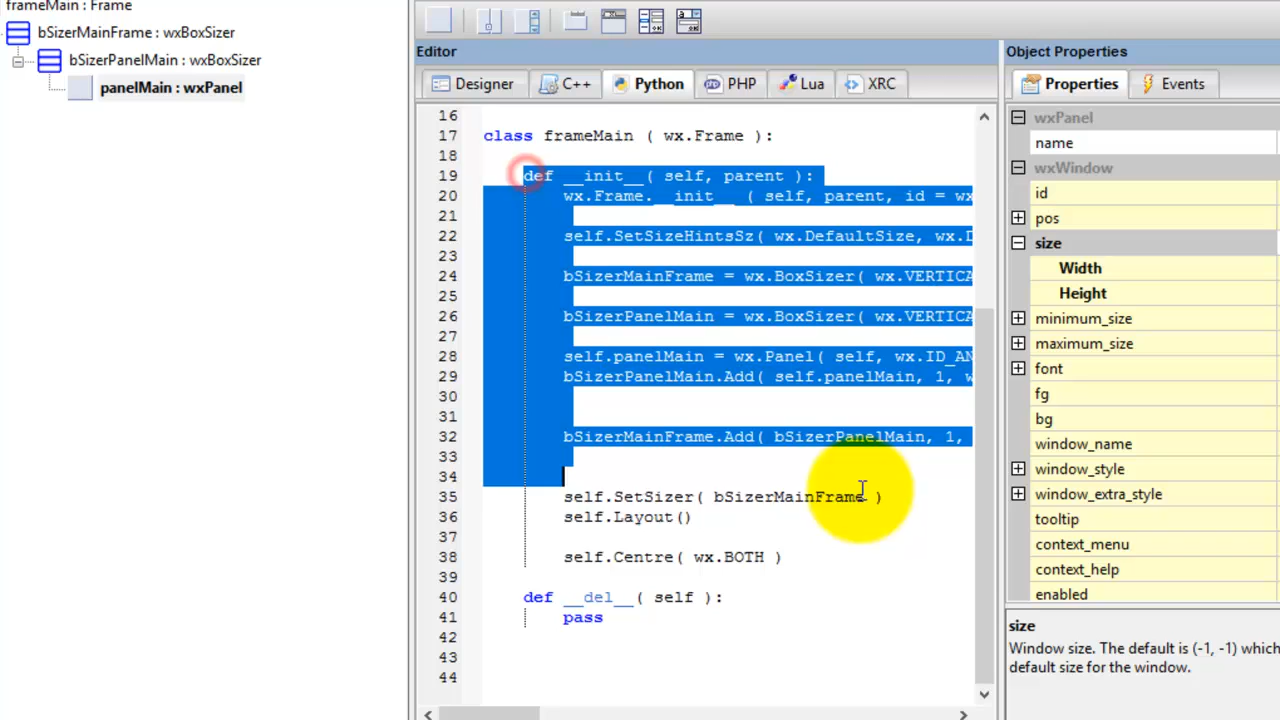 frameMain : Frame
bSizerMainFrame : wxBoxSizer
bSizerPanelMain : wxBoxSizer
panelMain : wxPanel
Editor
Designer C++ Python PHP Lua XRC
16
17 class frameMain ( wx.Frame ):
18
19 def __init__( self, parent ):
20 wx.Frame.__init__ ( self, parent, id = wx
21
22 self.SetSizeHintsSz( wx.DefaultSize, wx.D
23
24 bSizerMainFrame = wx.BoxSizer( wx.VERTICA
25
26 bSizerPanelMain = wx.BoxSizer( wx.VERTICA
27
28 self.panelMain = wx.Panel( self, wx.ID_AN
29 bSizerPanelMain.Add( self.panelMain, 1, w
30
31
32 bSizerMainFrame.Add( bSizerPanelMain, 1,
33
34
35 self.SetSizer( bSizerMainFrame )
36 self.Layout()
37
38 self.Centre( wx.BOTH )
39
40 def __del__( self ):
41 pass
42
43
44
Object Properties
Properties Events
wxPanel
name
wxWindow
id
pos
size
Width
Height
minimum_size
maximum_size
font
fg
bg
window_name
window_style
window_extra_style
tooltip
context_menu
context_help
enabled
size
Window size. The default is (-1, -1) which
default size for the window.